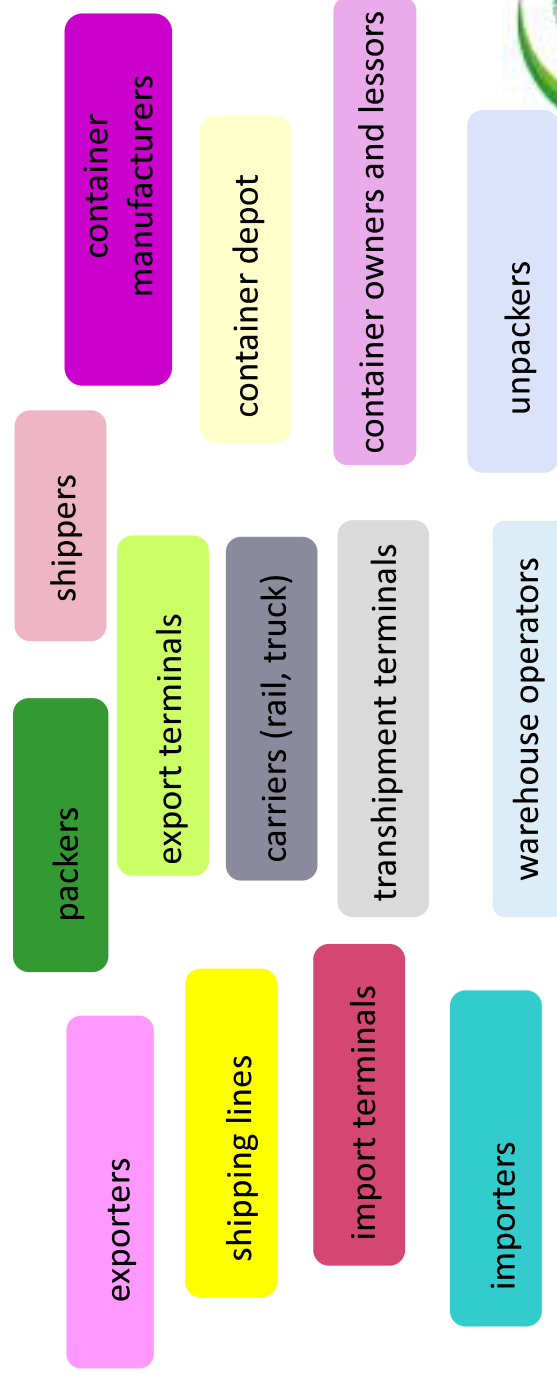 exporters
packers
shippers
container
manufacturers
export terminals
shipping lines
carriers (rail, truck)
container depot
import terminals
transhipment terminals
container owners and lessors
importers
warehouse operators
unpackers